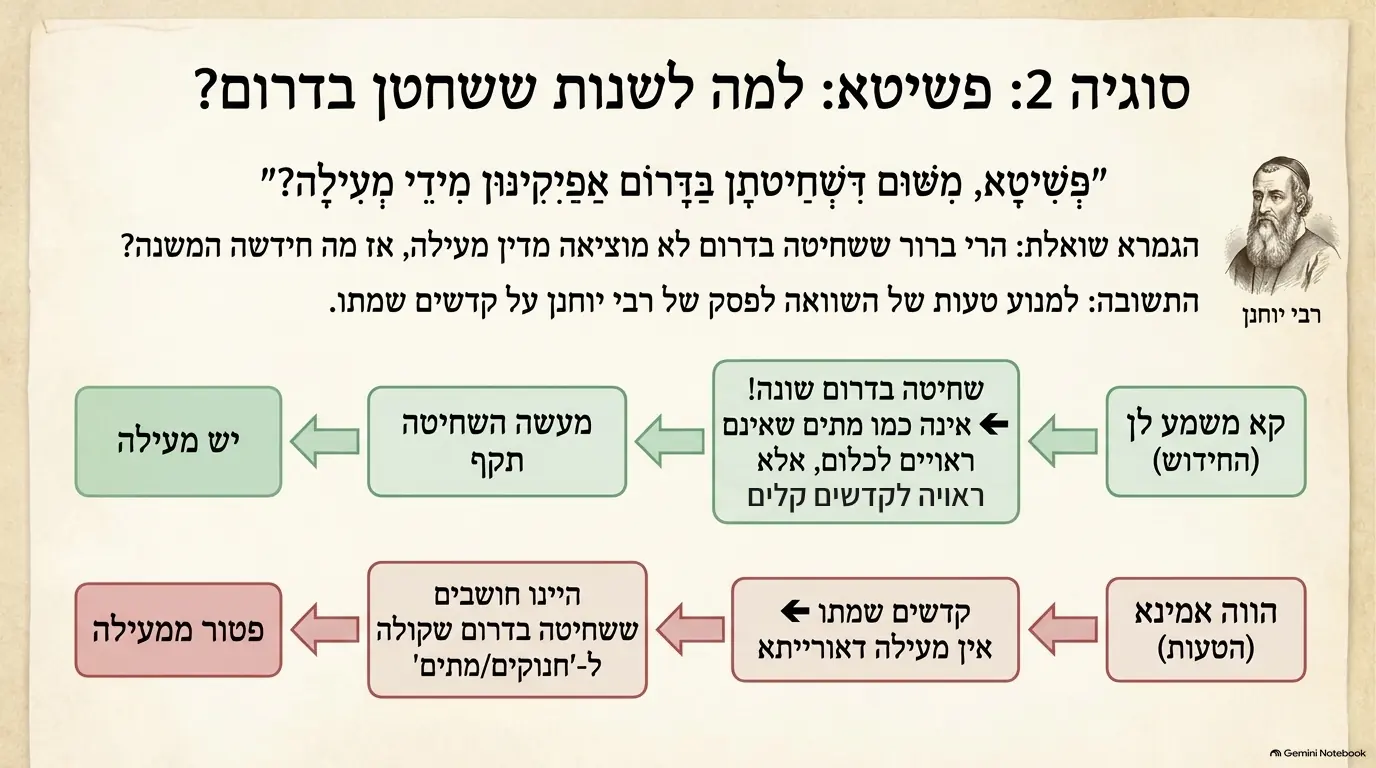 סוגיה 2: פשיטא: למה לשנות ששחטן בדרום?
"פְּשִׁיטָא, מִשּׁוּם דִּשְׁחַיטתָן בַּדָּרוֹם אַפֵּיקִינּוּן מִידֵי מְעִילָה?"
הגמרא שואלת: הרי ברור ששחיטה בדרום לא מוציאה מדין מעילה, אז מה חידשה המשנה?
התשובה: למנוע טעות של השוואה לפסק של רבי יוחנן על קדשים שמתו.
רבי יוחנן
קא משמע לן
(החידוש)
שחיטה בדרום שונה!
🡸 אינה כמו מתים שאינם
ראויים לכלום, אלא
ראויה לקדשים קלים
מעשה השחיטה
תקף
יש מעילה
הווה אמינא
(הטעות)
קדשים שמתו 🡸
אין מעילה דאורייתא
היינו חושבים
ששחיטה בדרום שקולה
ל-'חנוקים/מתים'
פטור ממעילה
Gemini Notebook